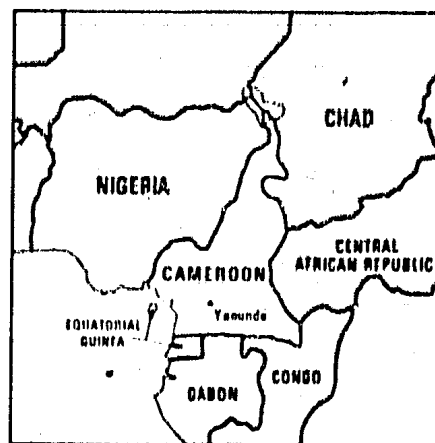 CHAD
NIGERIA
CENTRAL
AFRICAN REPUBLIC
CAMEROON
Yaounde
EQUATORIAL
GUINEA
GABON
CONGO